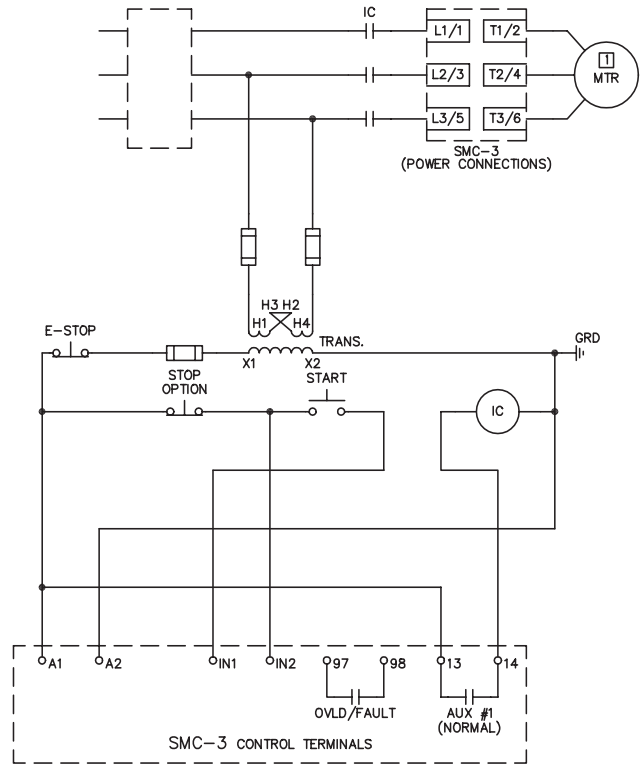 IC
L1/1 T1/2
1
L2/3 T2/4 MTR
L3/5 T3/6
SMC-3
(POWER CONNECTIONS)
H3 H2
H1 H4
E-STOP
TRANS.
GRD
X1 X2
STOP
OPTION
START
IC
A1 A2 IN1 IN2 97 98 13 14
OVLD/FAULT
AUX #1
(NORMAL)
SMC-3 CONTROL TERMINALS